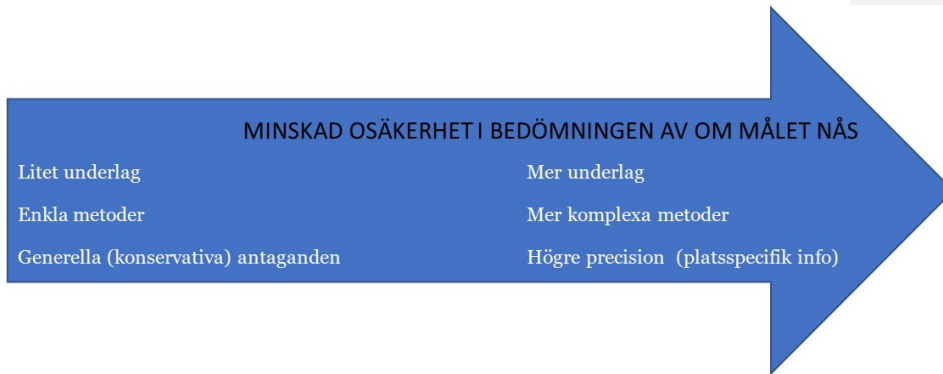 MINSKAD OSÄKERHET I BEDÖMNINGEN AV OM MÅLET NÅS
Litet underlag
Mer underlag
Enkla metoder
Mer komplexa metoder
Generella (konservativa) antaganden
Högre precision (platsspecifik info)